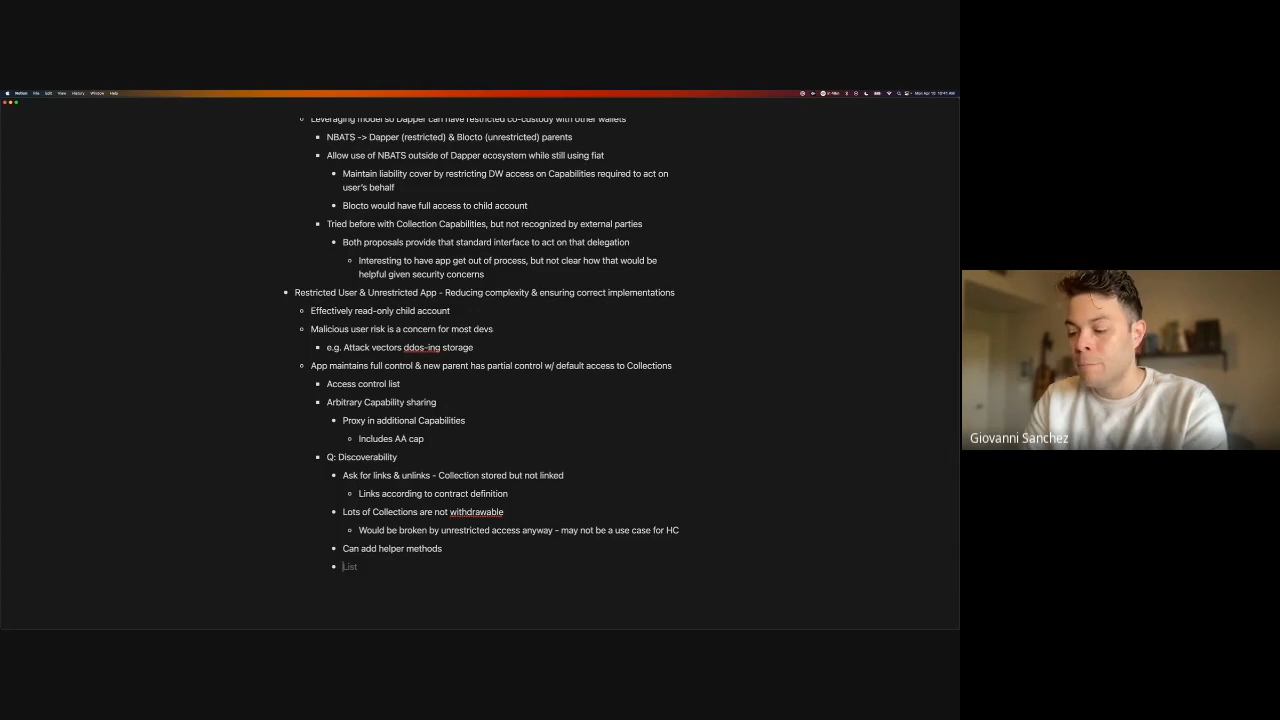 Notion File Edit View History Window Help
Leveraging model so Dapper can have restricted co-custody with other wallets
NBATS -> Dapper (restricted) & Blocto (unrestricted) parents
Allow use of NBATS outside of Dapper ecosystem while still using fiat
Maintain liability cover by restricting DW access on Capabilities required to act on
user's behalf
Blocto would have full access to child account
Tried before with Collection Capabilities, but not recognized by external parties
Both proposals provide that standard interface to act on that delegation
Interesting to have app get out of process, but not clear how that would be
helpful given security concerns
Restricted User & Unrestricted App - Reducing complexity & ensuring correct implementations
Effectively read-only child account
Malicious user risk is a concern for most devs
e.g. Attack vectors ddos-ing storage
App maintains full control & new parent has partial control w/ default access to Collections
Access control list
Arbitrary Capability sharing
Proxy in additional Capabilities
Includes AA cap
Giovanni Sanchez
Q: Discoverability
Ask for links & unlinks - Collection stored but not linked
Links according to contract definition
Lots of Collections are not withdrawable
Would be broken by unrestricted access anyway - may not be a use case for HC
Can add helper methods
List